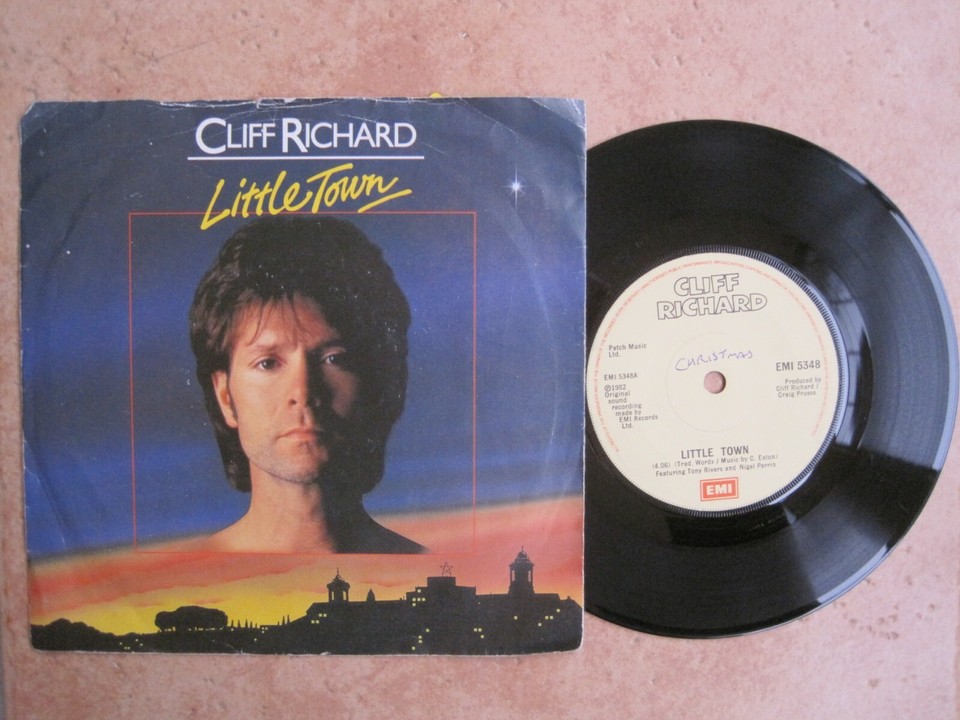 CLIFF RICHARD
Little Town
CLIFF
RICHARD
Patch Music
Ltd.
CHRISTMAS
EMI 5348
EMI 5348A
℗1982
Original
sound
recording
made by
EMI Records
Ltd.
Produced by
Cliff Richard/
Craig Pruess
LITTLE TOWN
(4.06) (Trad. Words/Music by C. Eaton)
Featuring Tony Rivers and Nigel Perrin
EMI